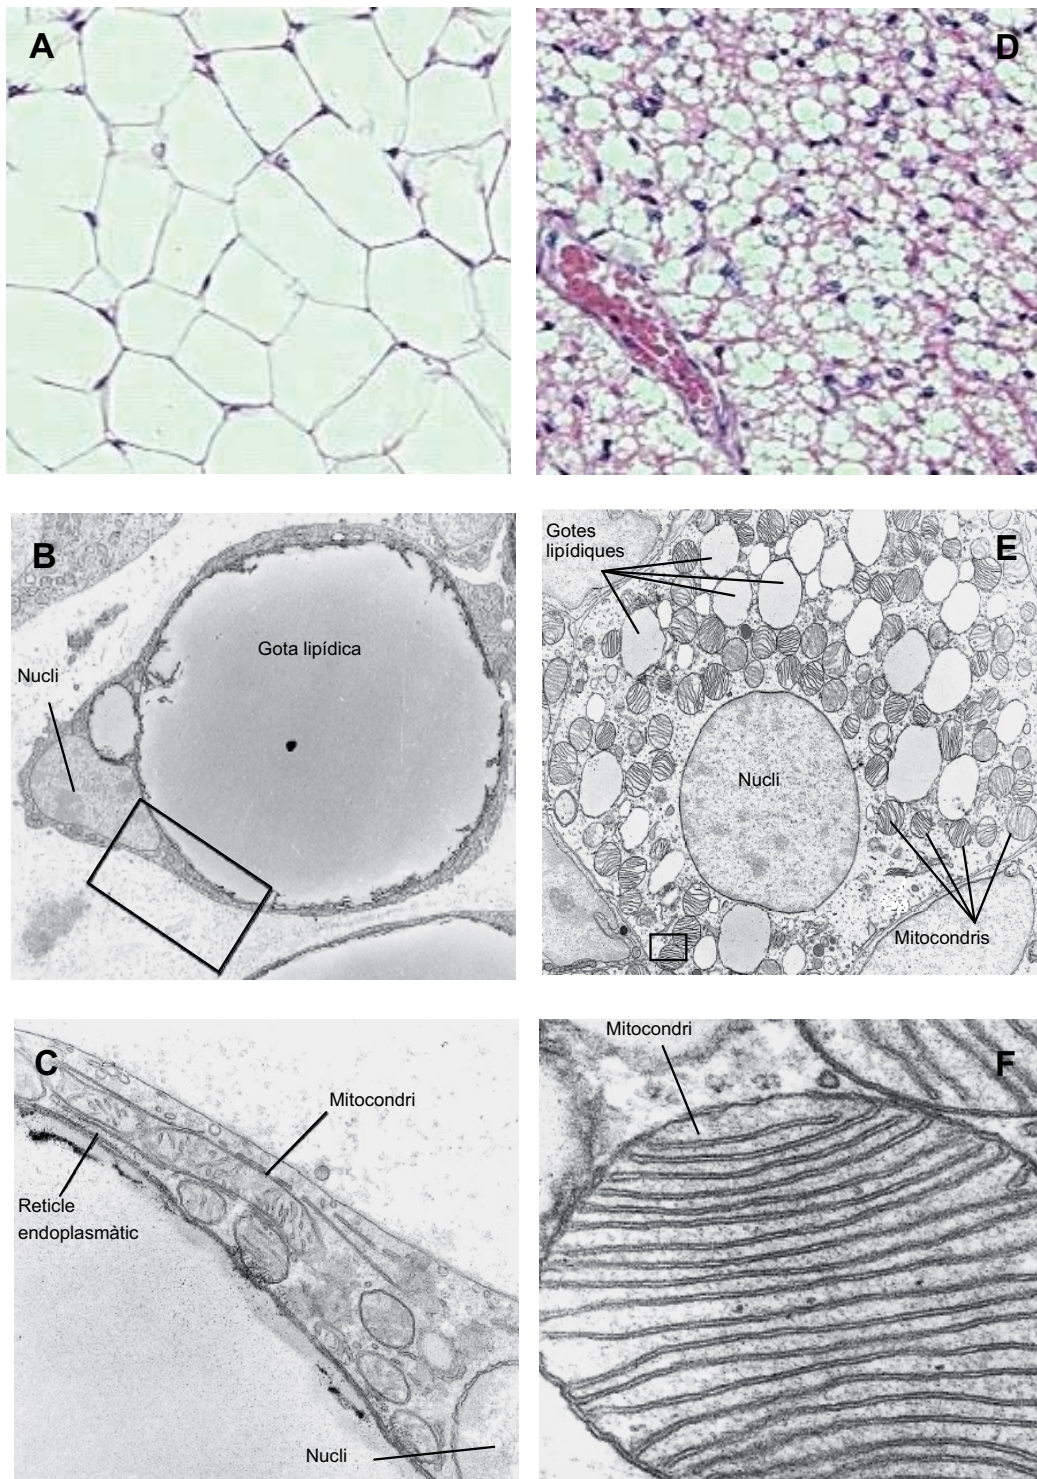 A
D
B
Gota lipídica
Nucli
Gotes
lipídiques
E
Nucli
Mitocondris
C
Mitocondri
Reticle
endoplasmàtic
Nucli
Mitocondri
F